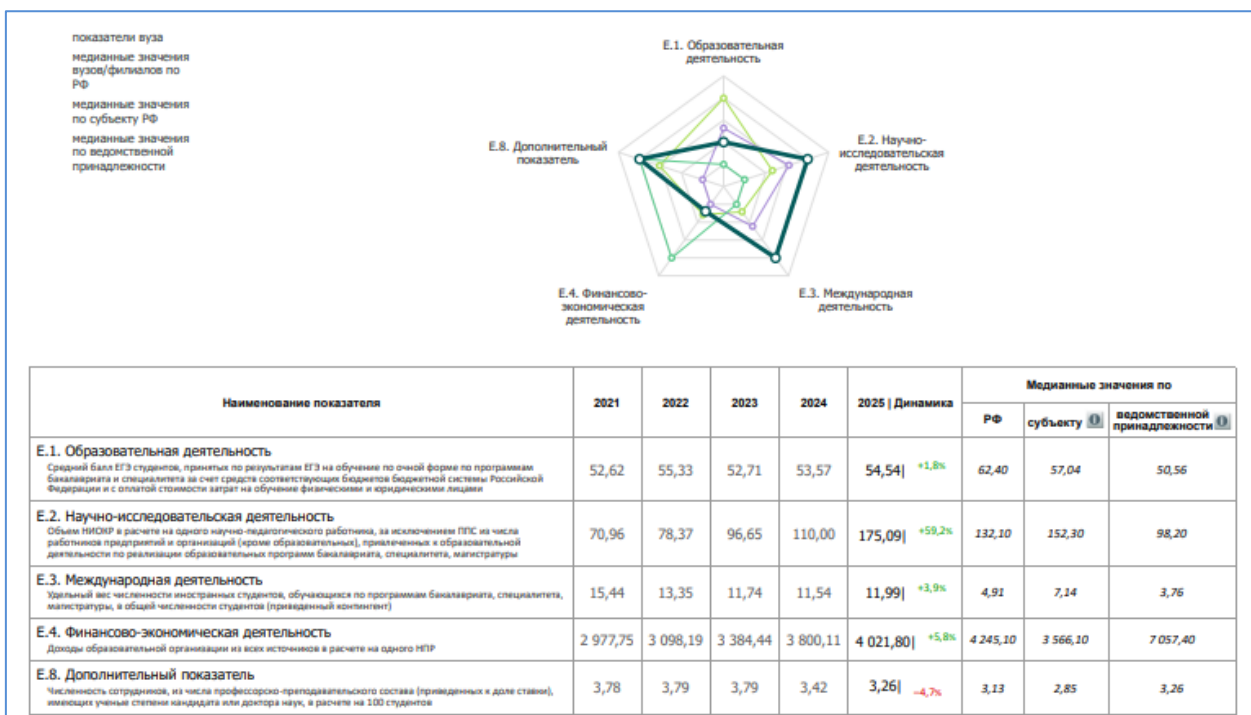 показатели вуза
медианные значения
вузов/филиалов по
РФ
медианные значения
по субъекту РФ
медианные значения
по ведомственной
принадлежности
Е.1. Образовательная
деятельность
Е.2. Научно-
исследовательская
деятельность
Е.3. Международная
деятельность
Е.4. Финансово-
экономическая
деятельность
Е.8. Дополнительный
показатель
Наименование показателя 2021 2022 2023 2024 2025 | Динамика Медианные значения по
РФ субъекту ведомственной
принадлежности
Е.1. Образовательная деятельность
Средний балл ЕГЭ студентов, принятых по результатам ЕГЭ на обучение по очной форме по программам
бакалавриата и специалитета за счет средств соответствующих бюджетов бюджетной системы Российской
Федерации и с оплатой стоимости затрат на обучение физическими и юридическими лицами
52,62 55,33 52,71 53,57 54,54| +1,8% 62,40 57,04 50,56
Е.2. Научно-исследовательская деятельность
Объем НИОКР в расчете на одного научно-педагогического работника, за исключением ППС из числа
работников предприятий и организаций (кроме образовательных), привлеченных к образовательной
деятельности по реализации образовательных программ бакалавриата, специалитета, магистратуры
70,96 78,37 96,65 110,00 175,09| +59,2% 132,10 152,30 98,20
Е.3. Международная деятельность
Удельный вес численности иностранных студентов, обучающихся по программам бакалавриата, специалитета,
магистратуры, в общей численности студентов (приведенный контингент)
15,44 13,35 11,74 11,54 11,99| +3,9% 4,91 7,14 3,76
Е.4. Финансово-экономическая деятельность
Доходы образовательной организации из всех источников в расчете на одного НПР
2 977,75 3 098,19 3 384,44 3 800,11 4 021,80| +5,8% 4 245,10 3 566,10 7 057,40
Е.8. Дополнительный показатель
Численность сотрудников, из числа профессорско-преподавательского состава (приведенных к доле ставки),
имеющих ученые степени кандидата или доктора наук, в расчете на 100 студентов
3,78 3,79 3,79 3,42 3,26| −4,7% 3,13 2,85 3,26